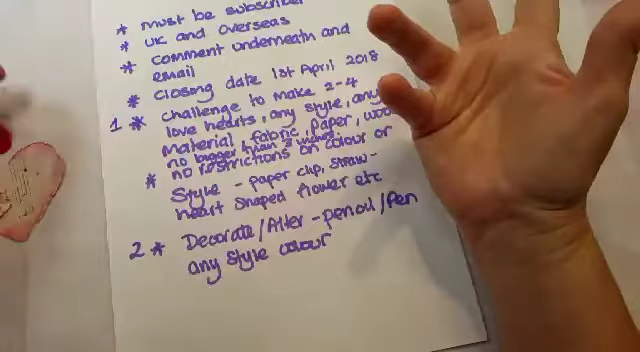 * must be subscriber
* UK and overseas
* comment underneath and
email
* closing date 1st April 2018
1 * challenge to make 2-4
love hearts, any style, any
material, fabric, paper, woo
no bigger than 3 inches
* no restrictions on colour or
Style - paper clip, straw-
heart shaped flower etc
2 * Decorate/Alter - pencil/Pen
any style colour